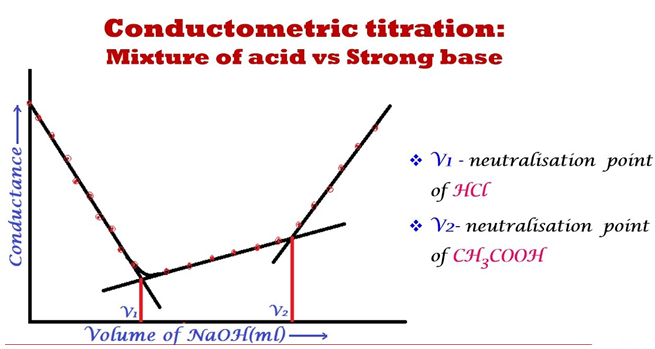 Conductometric titration:
Mixture of acid vs Strong base
Conductance
❖ V1 - neutralisation point
of HCl
❖ V2- neutralisation point
of CH3COOH
V1
V2
Volume of NaOH(ml)